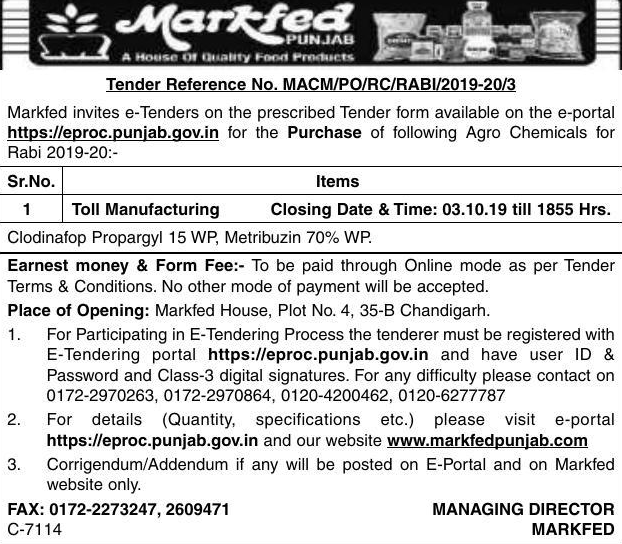 Markfed
PUNJAB
A House Of Quality Food Products
Tender Reference No. MACM/PO/RC/RABI/2019-20/3
Markfed invites e-Tenders on the prescribed Tender form available on the e-portal
https://eproc.punjab.gov.in for the Purchase of following Agro Chemicals for
Rabi 2019-20:-
Sr.No. Items
1 Toll Manufacturing Closing Date & Time: 03.10.19 till 1855 Hrs.
Clodinafop Propargyl 15 WP, Metribuzin 70% WP.
Earnest money & Form Fee:- To be paid through Online mode as per Tender
Terms & Conditions. No other mode of payment will be accepted.
Place of Opening: Markfed House, Plot No. 4, 35-B Chandigarh.
1. For Participating in E-Tendering Process the tenderer must be registered with
E-Tendering portal https://eproc.punjab.gov.in and have user ID &
Password and Class-3 digital signatures. For any difficulty please contact on
0172-2970263, 0172-2970864, 0120-4200462, 0120-6277787
2. For details (Quantity, specifications etc.) please visit e-portal
https://eproc.punjab.gov.in and our website www.markfedpunjab.com
3. Corrigendum/Addendum if any will be posted on E-Portal and on Markfed
website only.
FAX: 0172-2273247, 2609471 MANAGING DIRECTOR
C-7114 MARKFED